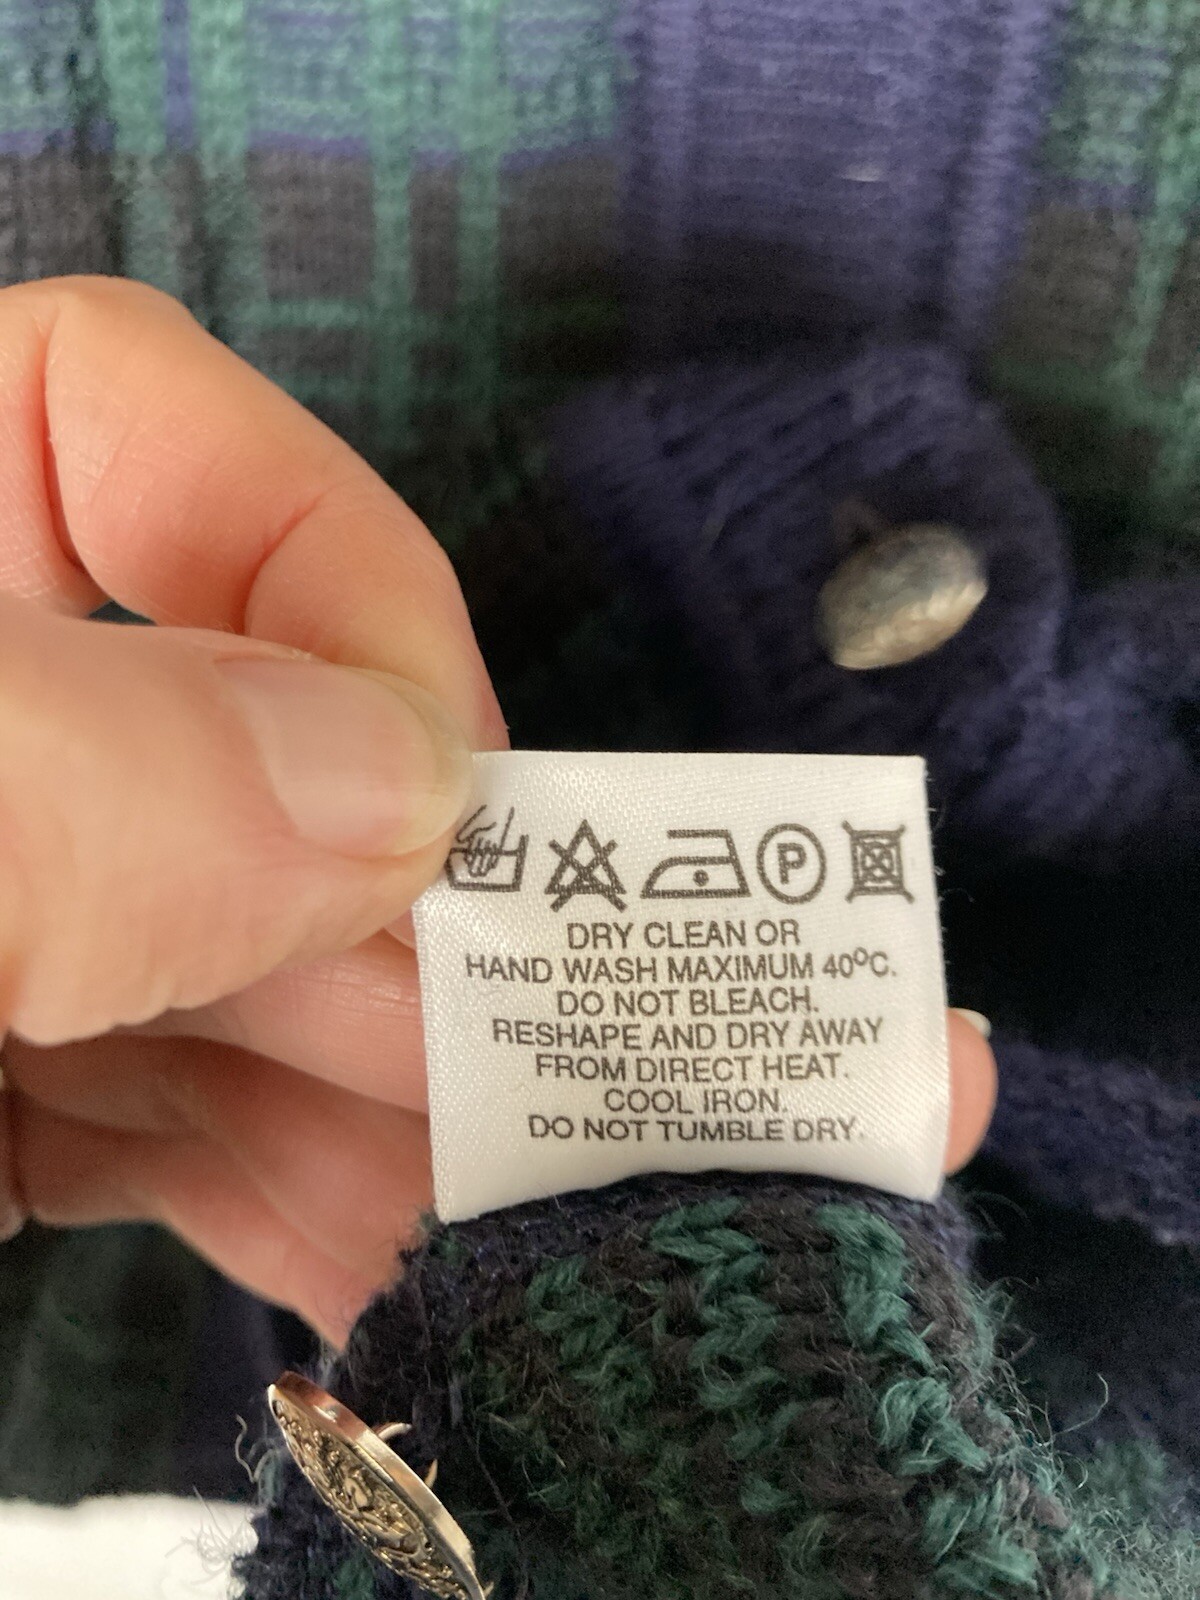 P
DRY CLEAN OR
HAND WASH MAXIMUM 40ºC.
DO NOT BLEACH.
RESHAPE AND DRY AWAY
FROM DIRECT HEAT.
COOL IRON.
DO NOT TUMBLE DRY.